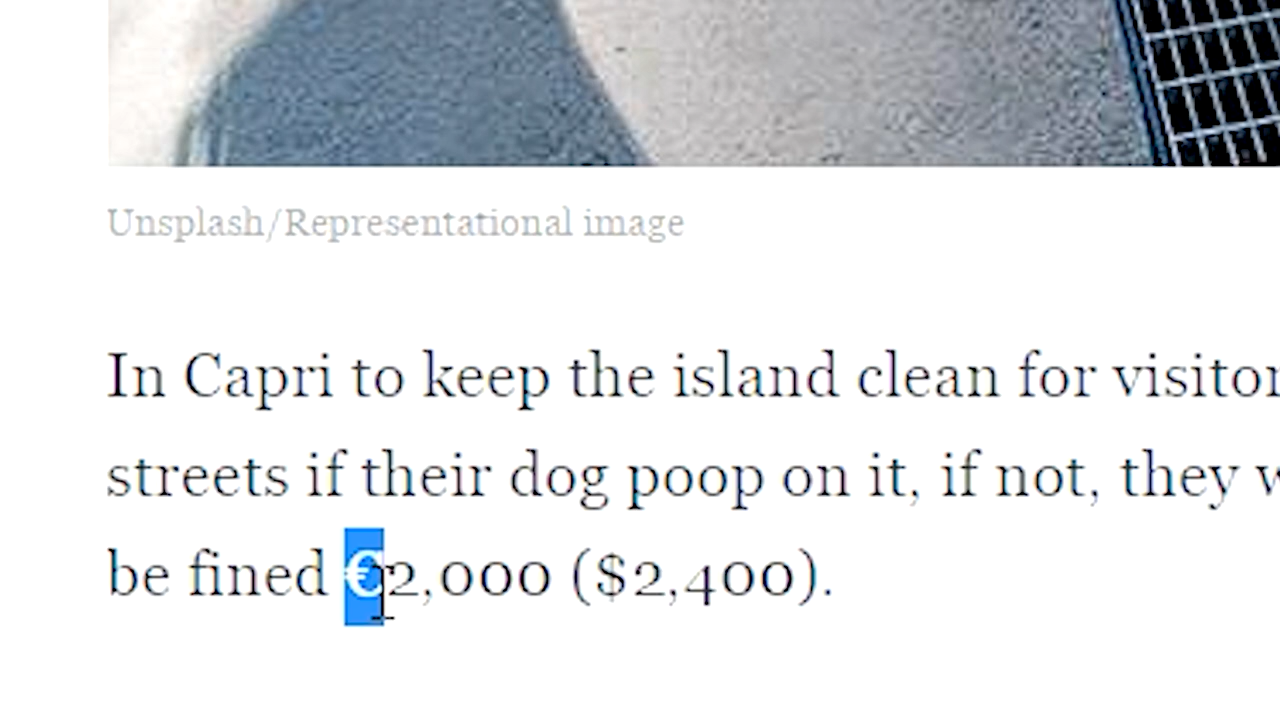 Unsplash/Representational image
In Capri to keep the island clean for visitor
streets if their dog poop on it, if not, they w
be fined €2,000 ($2,400).